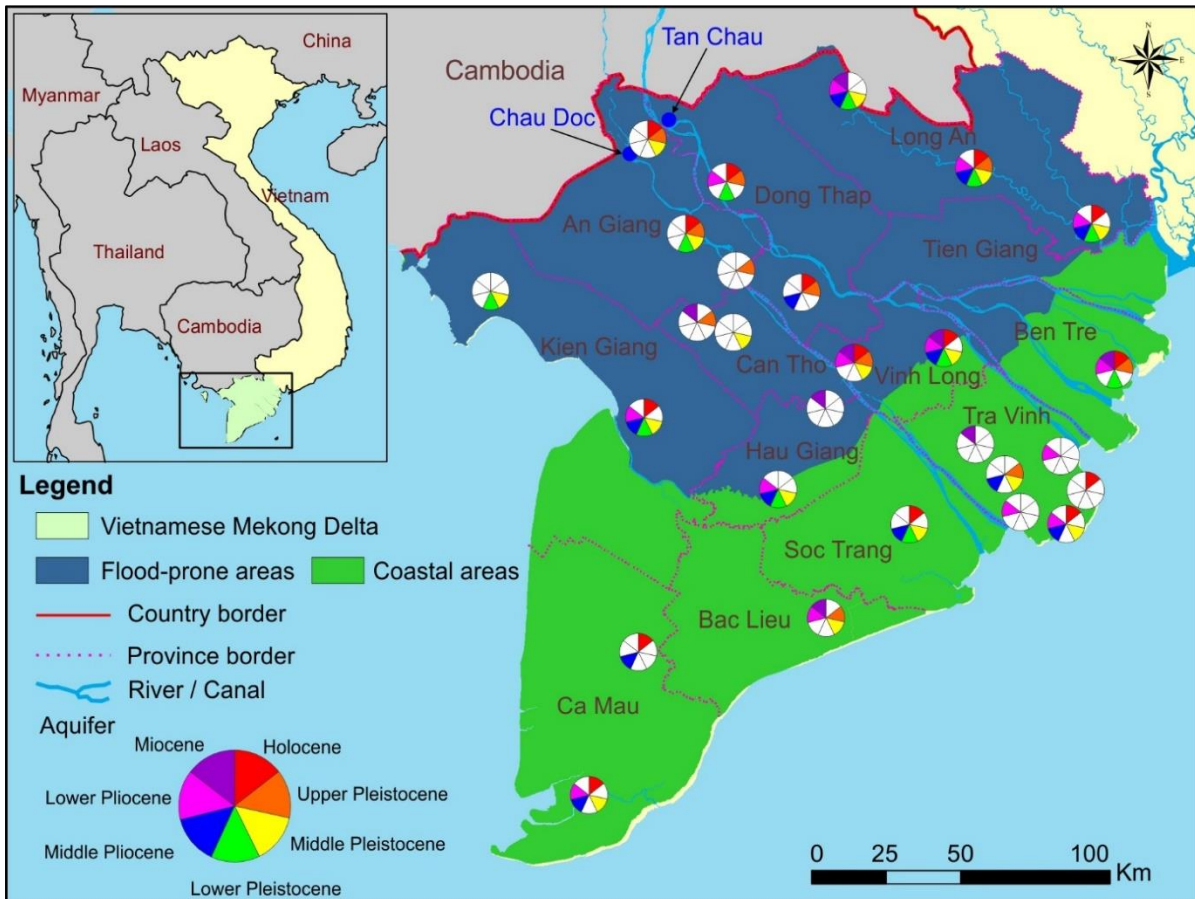 China
Myanmar
Laos
Vietnam
Thailand
Cambodia
Cambodia
Tan Chau
Chau Doc
N
W
E
S
Long An
Dong Thap
An Giang
Tien Giang
Kien Giang
Can Tho
Vinh Long
Ben Tre
Tra Vinh
Hau Giang
Soc Trang
Bac Lieu
Ca Mau
Legend
Vietnamese Mekong Delta
Flood-prone areas
Coastal areas
Country border
Province border
River / Canal
Aquifer
Miocene
Holocene
Lower Pliocene
Upper Pleistocene
Middle Pliocene
Middle Pleistocene
Lower Pleistocene
0 25 50 100
Km